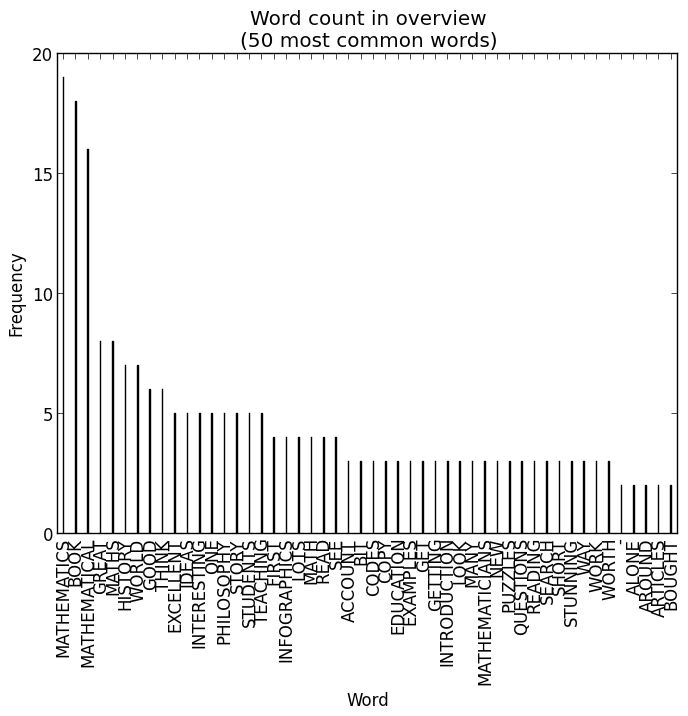 Word count in overview
(50 most common words)
Frequency
20
15
10
5
0
MATHEMATICS
BOOK
MATHEMATICAL
GREAT
MATHS
HISTORY
WORLD
GOOD
THINK
EXCELLENT
IDEAS
INTERESTING
ONE
PHILOSOPHY
STORY
STUDENTS
TEACHING
FIRST
INFOGRAPHICS
LOTS
MATH
READ
SEE
ACCOUNT
BIT
CODES
COPY
EDUCATION
EXAMPLES
GET
GETTING
INTRODUCTION
LOOK
MANY
MATHEMATICIANS
NEW
PUZZLES
QUESTIONS
READING
SEARCH
SHORT
STUNNING
WAY
WORK
WORTH
-
ALONE
AROUND
ARTICLES
BOUGHT
Word